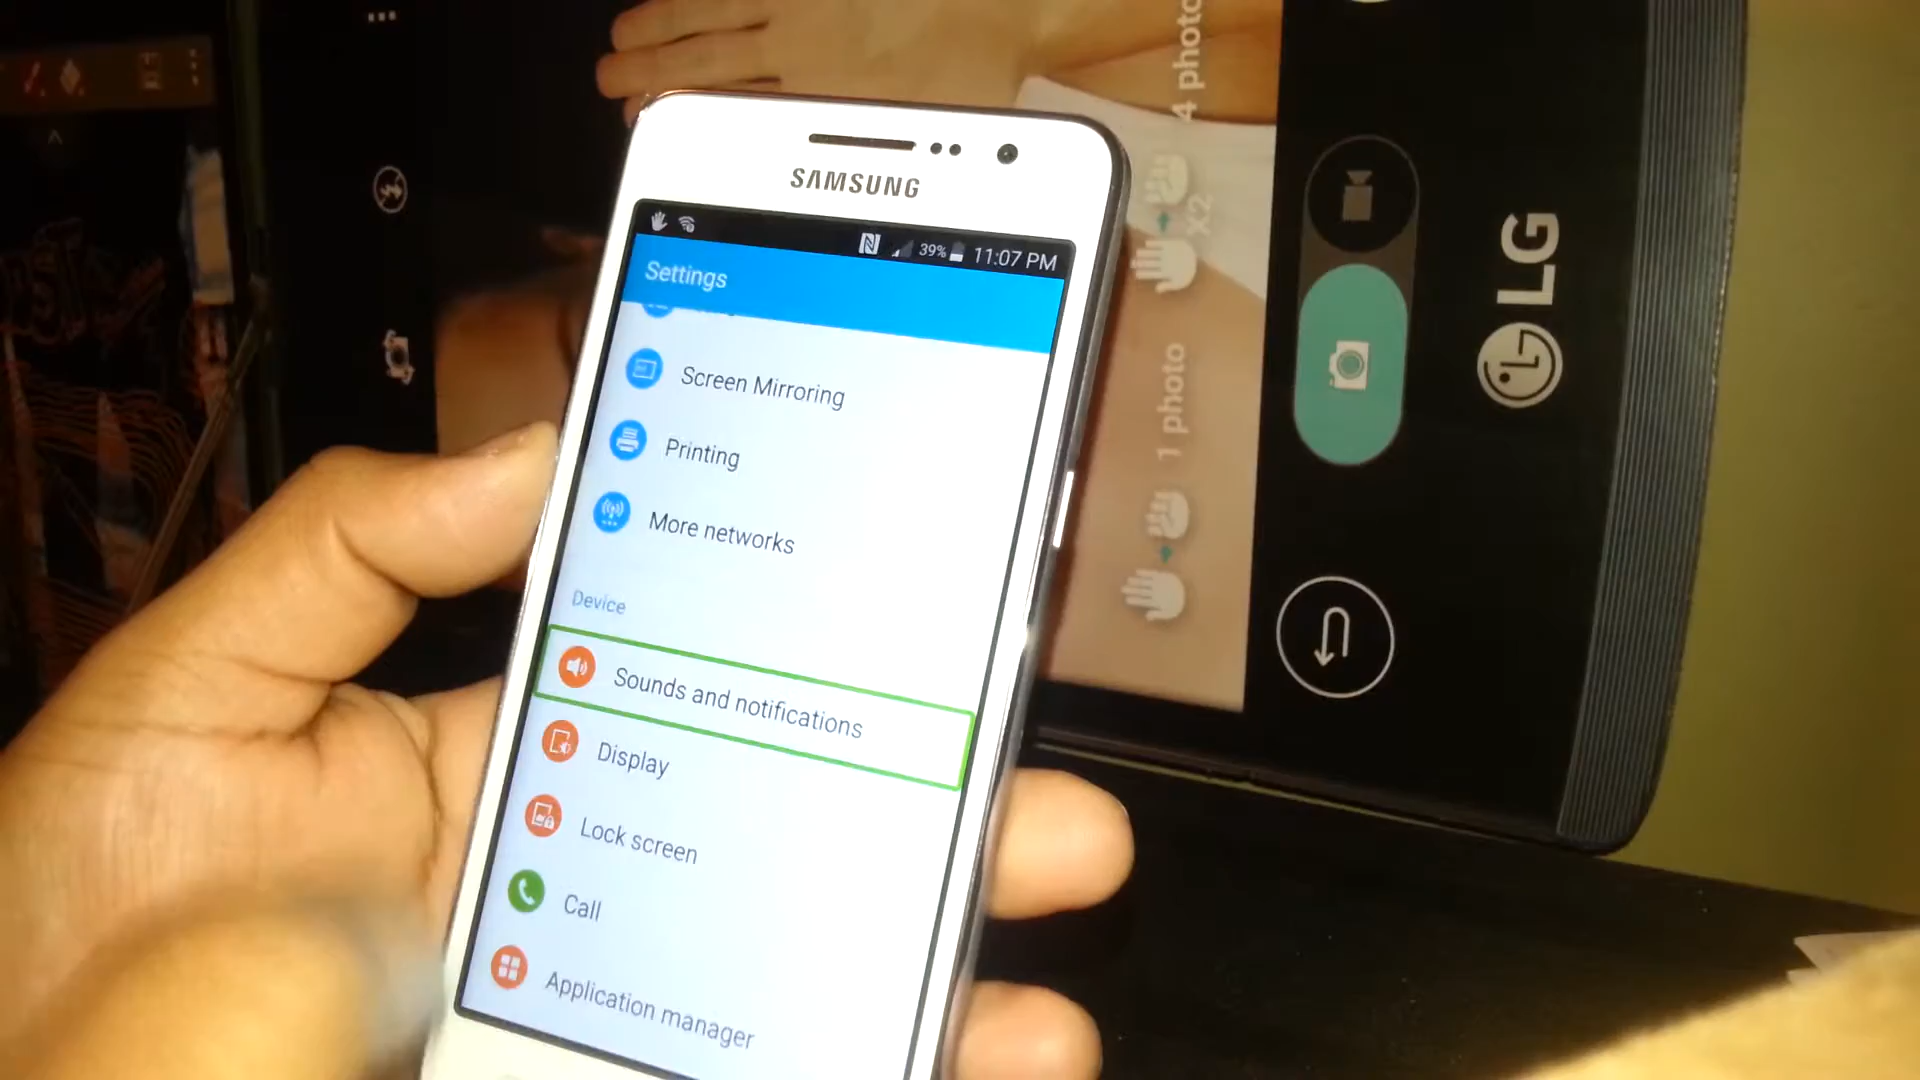 SAMSUNG
39% 11:07 PM
Settings
Screen Mirroring
Printing
More networks
Device
Sounds and notifications
Display
Lock screen
Call
Application manager
4 photo
X2
1 photo
LG